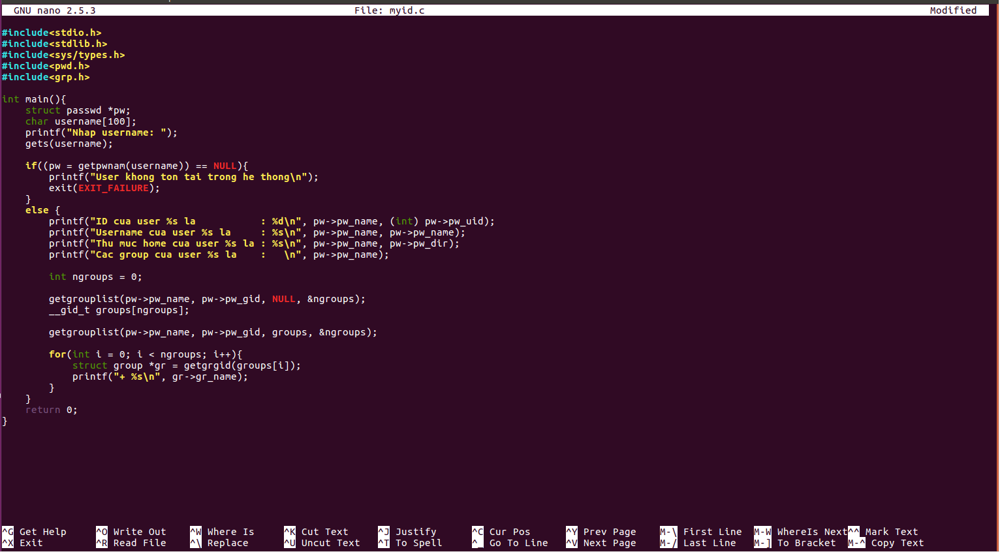 GNU nano 2.5.3                    File: myid.c                    Modified
#include<stdio.h>
#include<stdlib.h>
#include<sys/types.h>
#include<pwd.h>
#include<grp.h>
int main(){
    struct passwd *pw;
    char username[100];
    printf("Nhap username: ");
    gets(username);
    if((pw = getpwnam(username)) == NULL){
        printf("User khong ton tai trong he thong\n");
        exit(EXIT_FAILURE);
    }
    else {
        printf("ID cua user %s la           : %d\n", pw->pw_name, (int) pw->pw_uid);
        printf("Username cua user %s la     : %s\n", pw->pw_name, pw->pw_name);
        printf("Thu muc home cua user %s la : %s\n", pw->pw_name, pw->pw_dir);
        printf("Cac group cua user %s la    :   \n", pw->pw_name);
        int ngroups = 0;
        getgrouplist(pw->pw_name, pw->pw_gid, NULL, &ngroups);
        __gid_t groups[ngroups];
        getgrouplist(pw->pw_name, pw->pw_gid, groups, &ngroups);
        for(int i = 0; i < ngroups; i++){
            struct group *gr = getgrgid(groups[i]);
            printf("+ %s\n", gr->gr_name);
        }
    }
    return 0;
}
^G Get Help ^O Write Out ^W Where Is ^K Cut Text ^J Justify ^C Cur Pos ^Y Prev Page M-\ First Line M-W WhereIs Next ^^ Mark Text
^X Exit ^R Read File ^\ Replace ^U Uncut Text ^T To Spell ^_ Go To Line ^V Next Page M-/ Last Line M-] To Bracket M-^ Copy Text